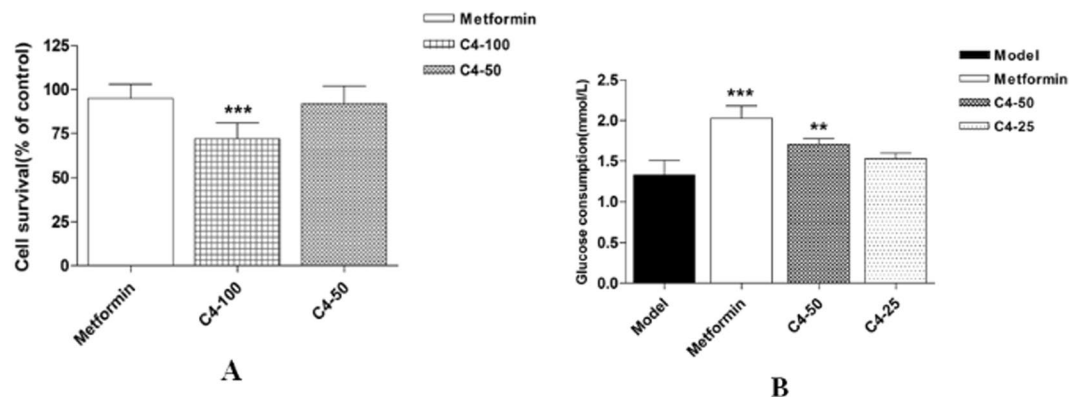 Metformin
C4-100
C4-50
Cell survival(% of control)
125
100
75
50
25
0
***
Metformin
C4-100
C4-50
A
Model
Metformin
C4-50
C4-25
Glucose consumption(mmol/L)
2.5
2.0
1.5
1.0
0.5
0.0
***
**
Model
Metformin
C4-50
C4-25
B